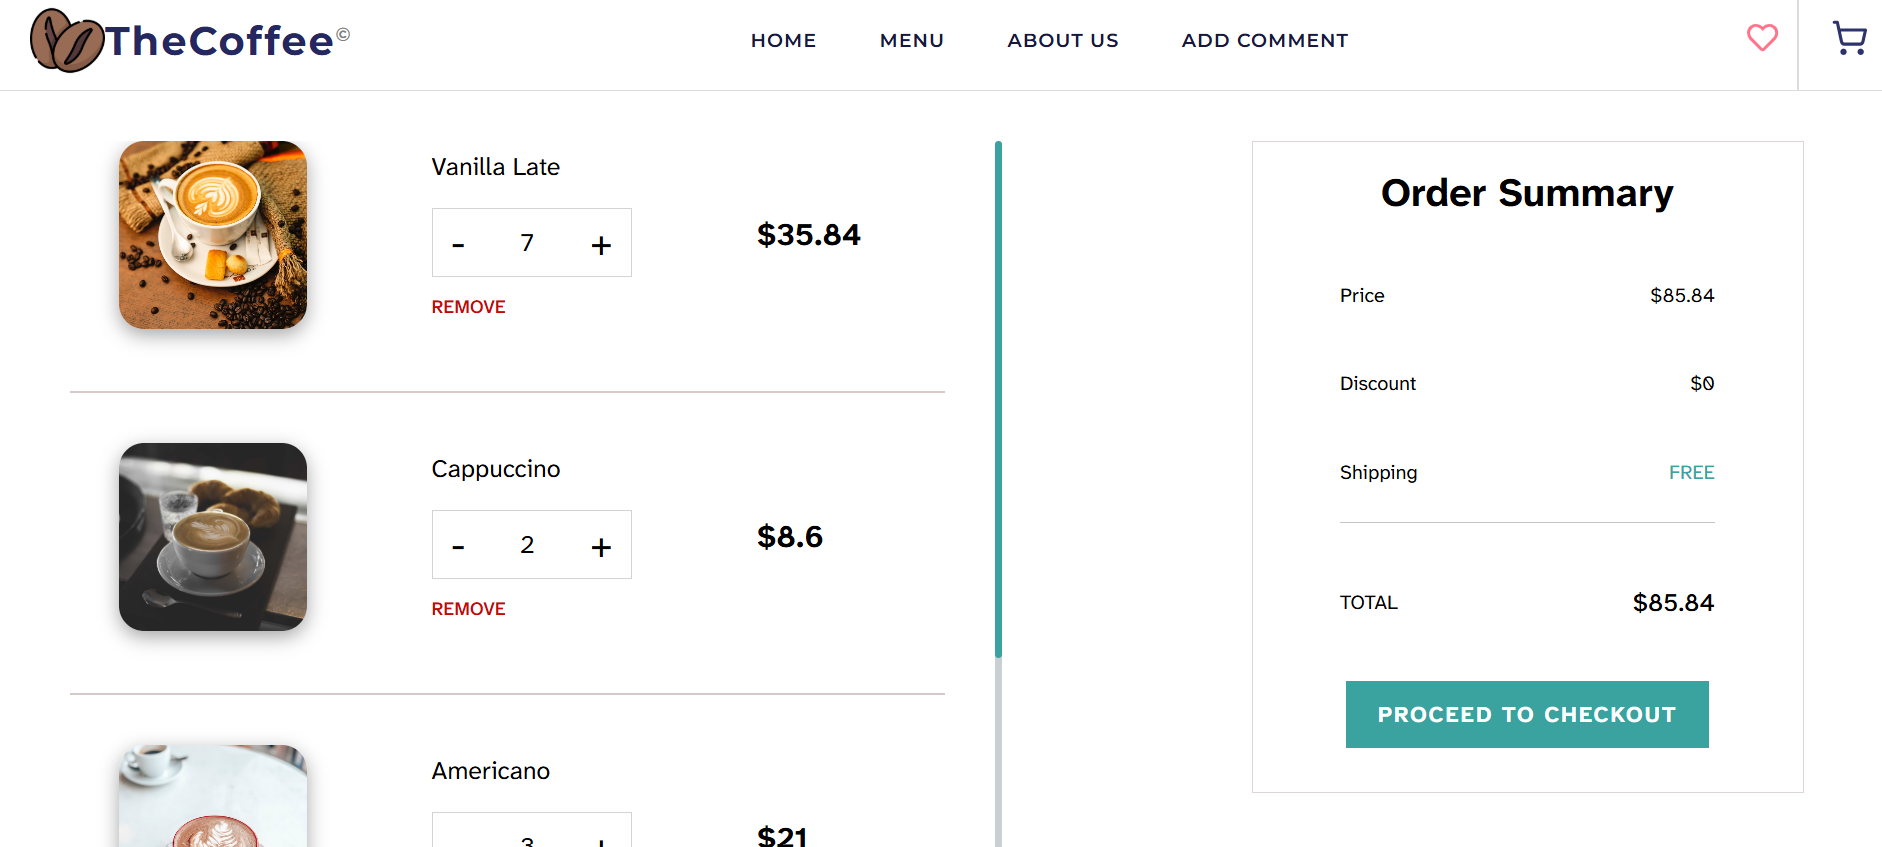 TheCoffee©
HOME MENU ABOUT US ADD COMMENT
Vanilla Late
- 7 +
$35.84
REMOVE
Cappuccino
- 2 +
$8.6
REMOVE
Americano
3 +
$21
Order Summary
Price $85.84
Discount $0
Shipping FREE
TOTAL $85.84
PROCEED TO CHECKOUT